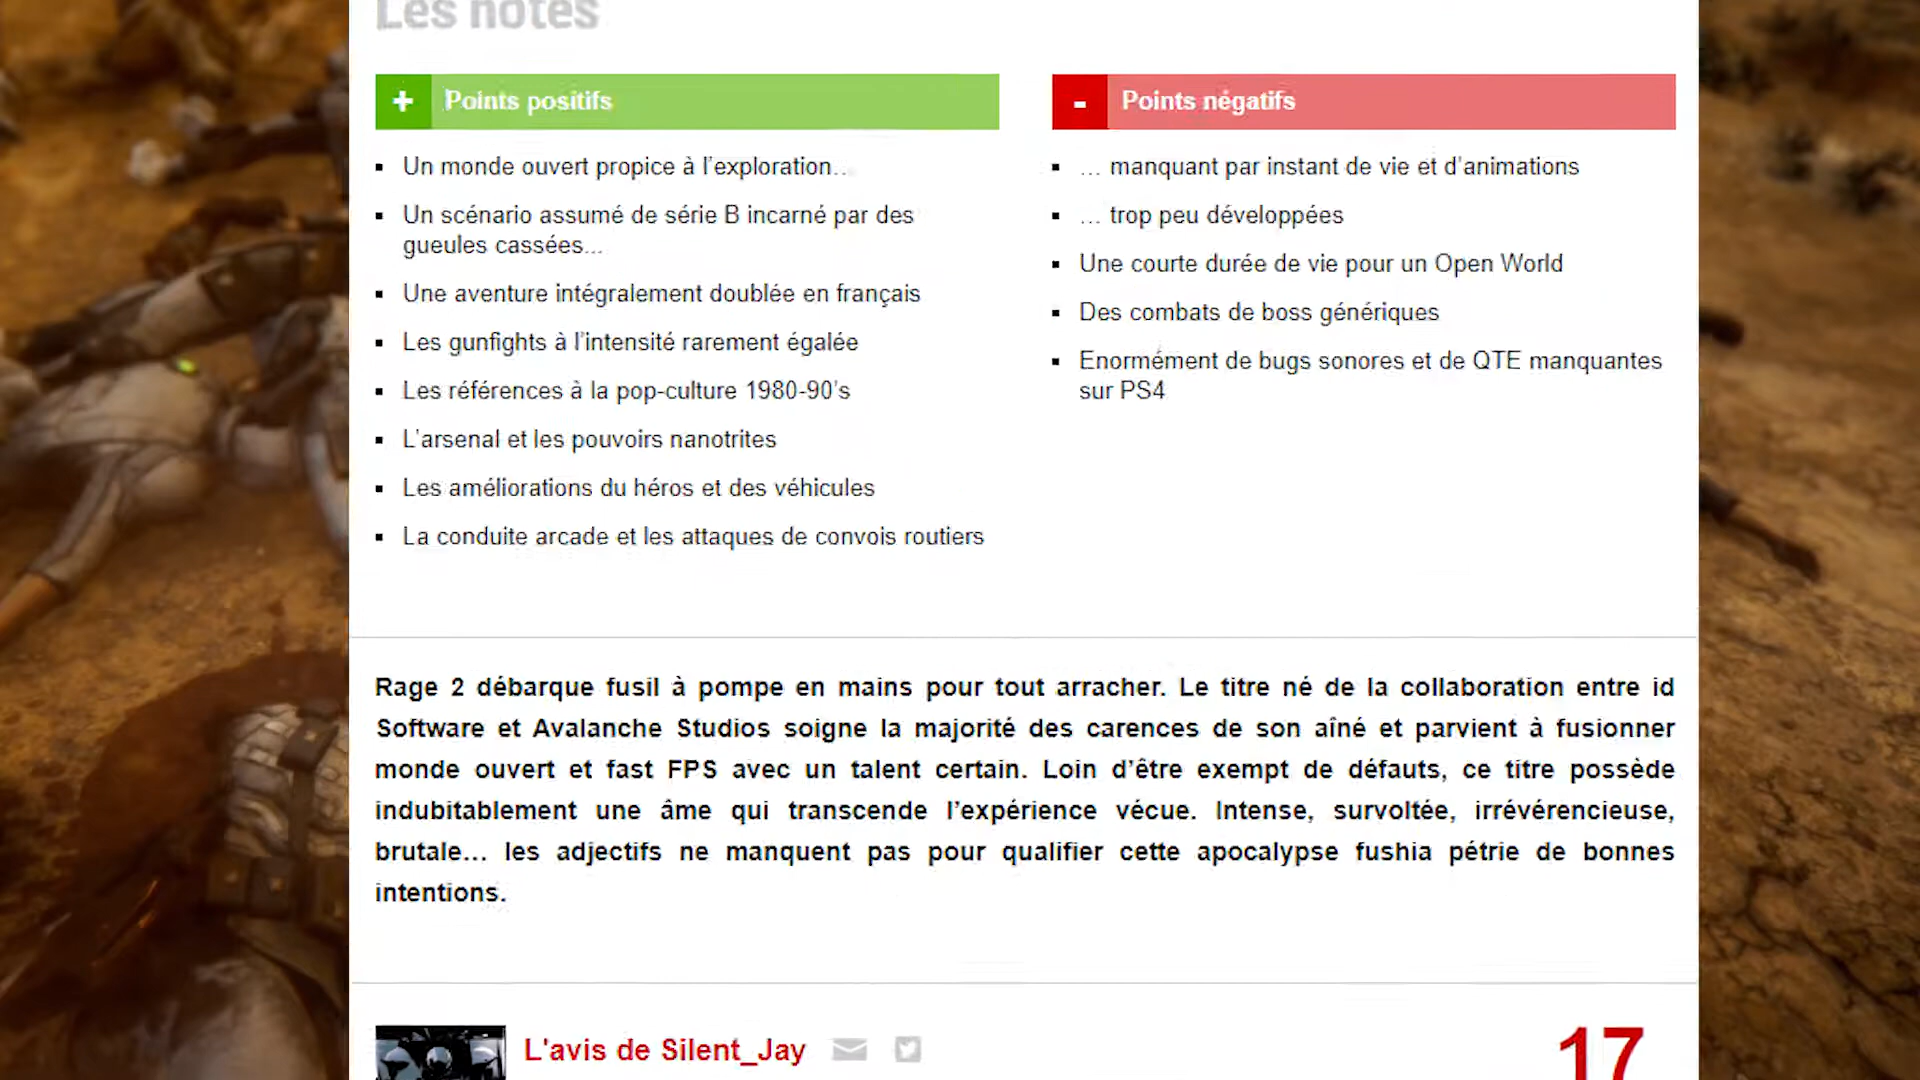 Les notes
+ Points positifs
Un monde ouvert propice à l'exploration...
Un scénario assumé de série B incarné par des
gueules cassées...
Une aventure intégralement doublée en français
Les gunfights à l'intensité rarement égalée
Les références à la pop-culture 1980-90's
L'arsenal et les pouvoirs nanotrites
Les améliorations du héros et des véhicules
La conduite arcade et les attaques de convois routiers
- Points négatifs
... manquant par instant de vie et d'animations
... trop peu développées
Une courte durée de vie pour un Open World
Des combats de boss génériques
Enormément de bugs sonores et de QTE manquantes
sur PS4
Rage 2 débarque fusil à pompe en mains pour tout arracher. Le titre né de la collaboration entre id
Software et Avalanche Studios soigne la majorité des carences de son aîné et parvient à fusionner
monde ouvert et fast FPS avec un talent certain. Loin d'être exempt de défauts, ce titre possède
indubitablement une âme qui transcende l'expérience vécue. Intense, survoltée, irrévérencieuse,
brutale... les adjectifs ne manquent pas pour qualifier cette apocalypse fushia pétrie de bonnes
intentions.
L'avis de Silent_Jay
17